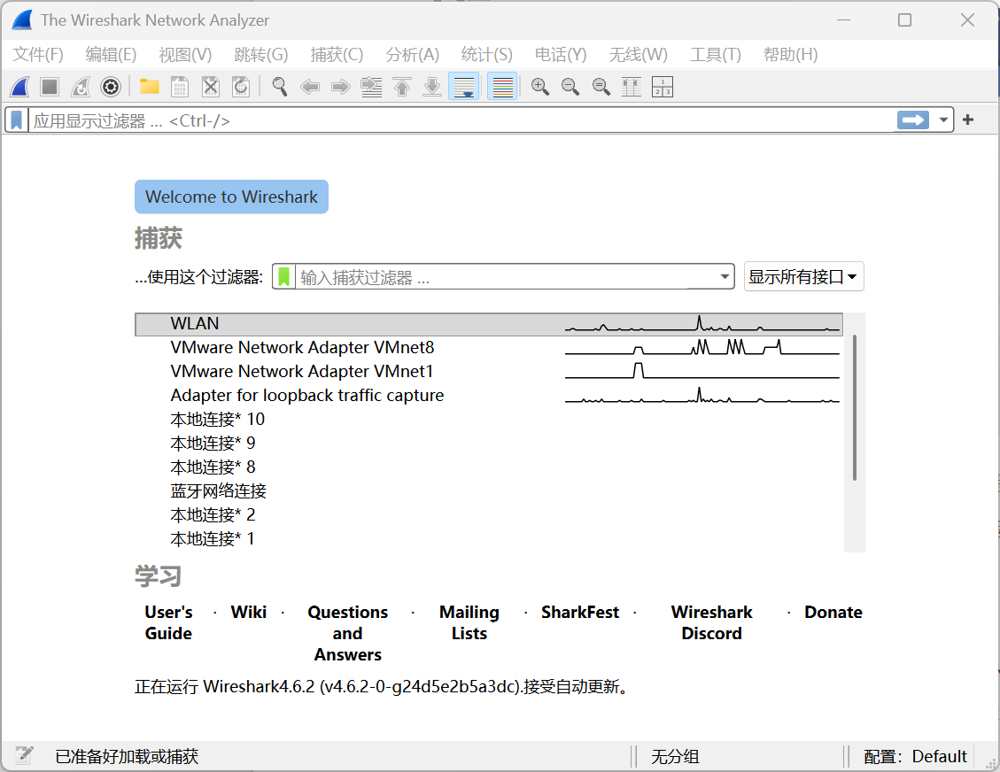 The Wireshark Network Analyzer
文件(F) 编辑(E) 视图(V) 跳转(G) 捕获(C) 分析(A) 统计(S) 电话(Y) 无线(W) 工具(T) 帮助(H)
应用显示过滤器 … <Ctrl-/>
Welcome to Wireshark
捕获
…使用这个过滤器: 输入捕获过滤器 … 显示所有接口
WLAN
VMware Network Adapter VMnet8
VMware Network Adapter VMnet1
Adapter for loopback traffic capture
本地连接* 10
本地连接* 9
本地连接* 8
蓝牙网络连接
本地连接* 2
本地连接* 1
学习
User's Guide · Wiki · Questions and Answers · Mailing Lists · SharkFest · Wireshark Discord · Donate
正在运行 Wireshark4.6.2 (v4.6.2-0-g24d5e2b5a3dc).接受自动更新。
已准备好加载或捕获 无分组 配置：Default